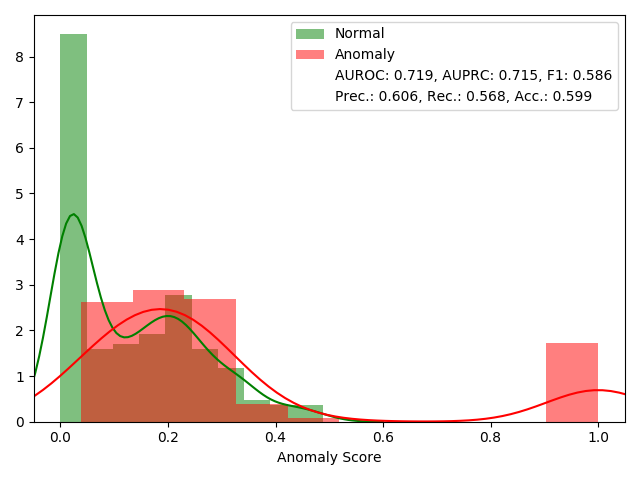 Normal
Anomaly
AUROC: 0.719, AUPRC: 0.715, F1: 0.586
Prec.: 0.606, Rec.: 0.568, Acc.: 0.599
8
7
6
5
4
3
2
1
0
0.0 0.2 0.4 0.6 0.8 1.0
Anomaly Score